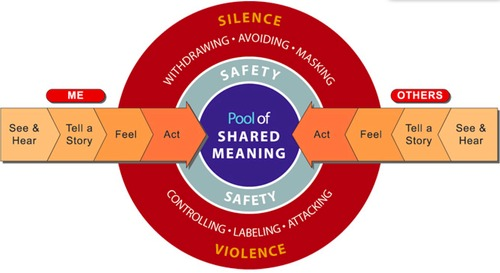 SILENCE
WITHDRAWING • AVOIDING • MASKING
SAFETY
ME
OTHERS
See &
Hear
Tell a
Story
Feel
Act
Pool of
SHARED
MEANING
Act
Feel
Tell a
Story
See &
Hear
SAFETY
CONTROLLING • LABELING • ATTACKING
VIOLENCE